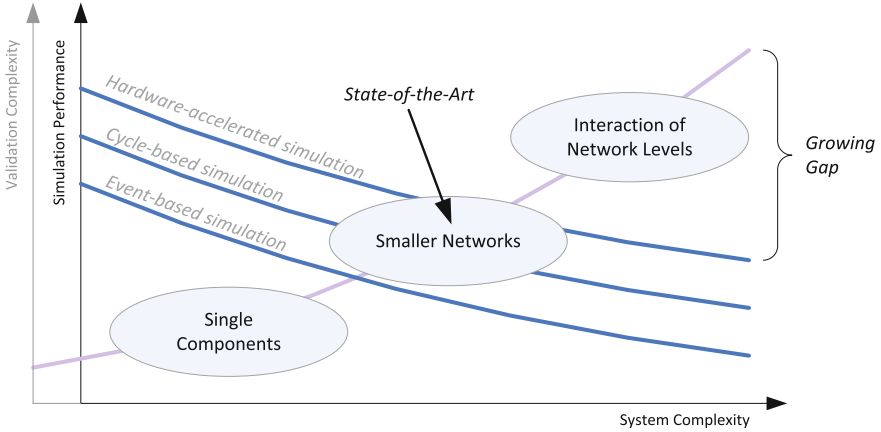 Validation Complexity
Simulation Performance
Hardware-accelerated simulation
Cycle-based simulation
Event-based simulation
State-of-the-Art
Interaction of
Network Levels
Growing
Gap
Smaller Networks
Single
Components
System Complexity